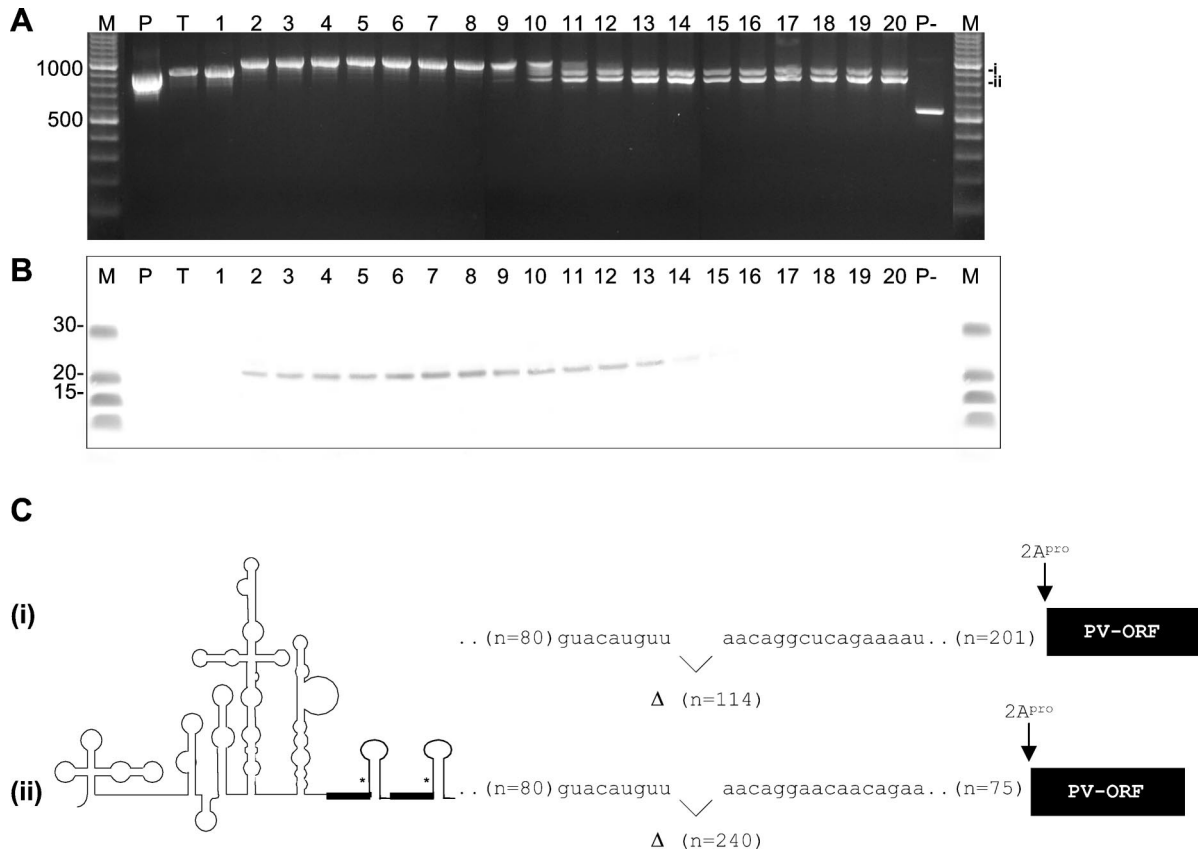 A
M P T 1 2 3 4 5 6 7 8 9 10 11 12 13 14 15 16 17 18 19 20 P- M
1000
500
-i
-ii
B
M P T 1 2 3 4 5 6 7 8 9 10 11 12 13 14 15 16 17 18 19 20 P- M
30-
20-
15-
C
2Apro
(i)
..(n=80)guacauguu aacaggcucagaaaau..(n=201) PV-ORF
Δ (n=114)
2Apro
* *
(ii)
..(n=80)guacauguu aacaggaacaacagaa..(n=75) PV-ORF
Δ (n=240)